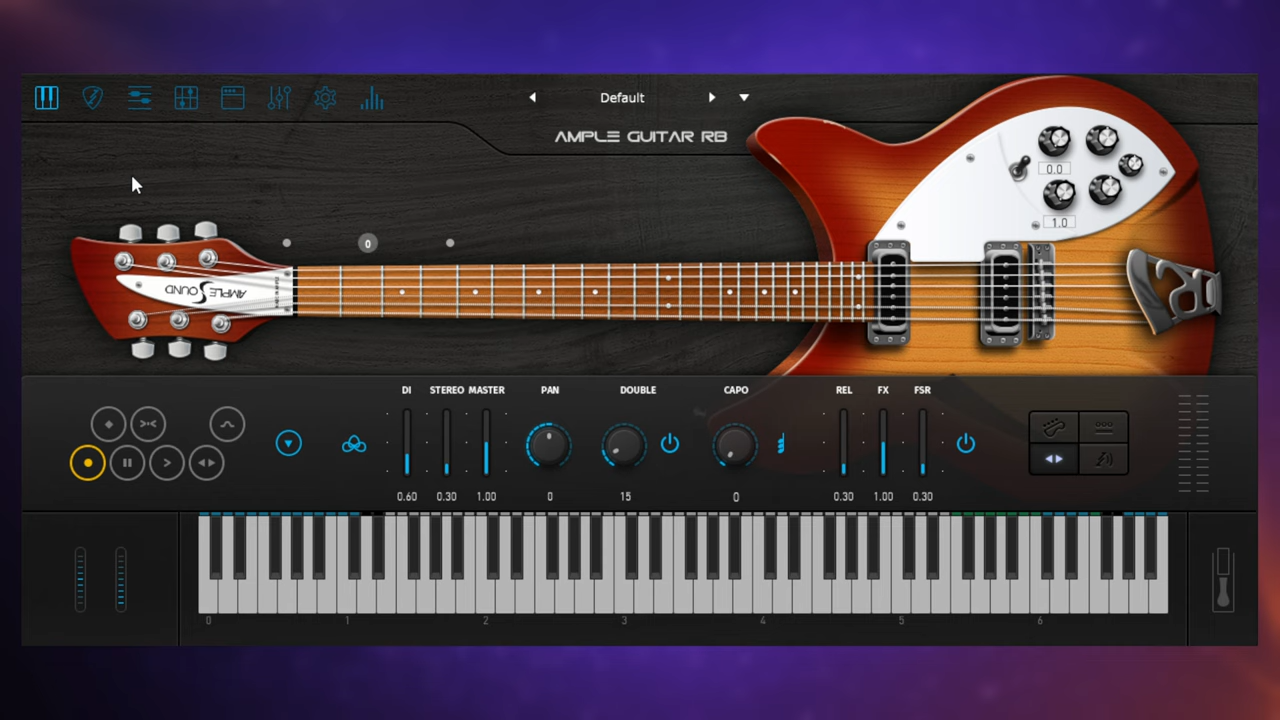 Default
AMPLE GUITAR RB
0.0
1.0
0
AMPLE SOUND
DI STEREO MASTER PAN DOUBLE CAPO REL FX FSR
0.60 0.30 1.00 0 15 0 0.30 1.00 0.30
0 1 2 3 4 5 6